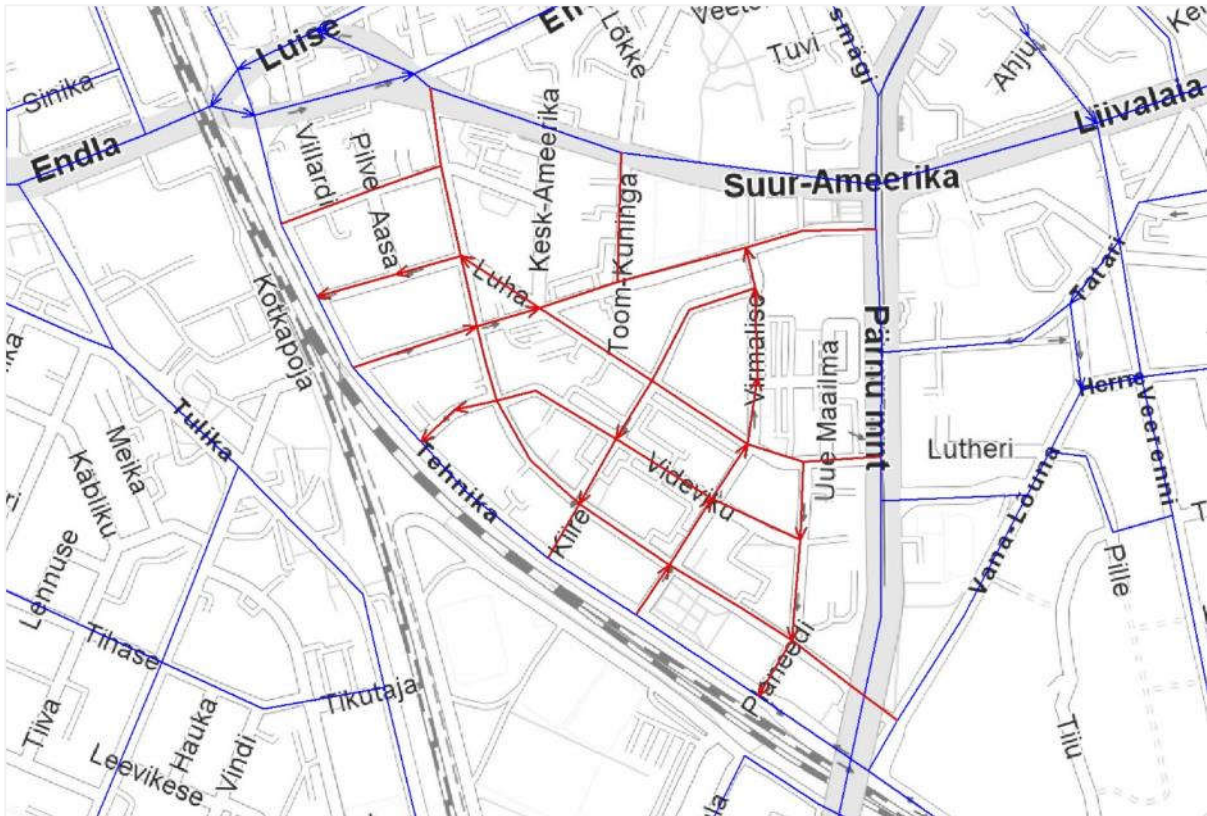 Luise
Lõkke
Tuvi
Ahju
Sinika
Endla
Villardi
Pilve
Aasa
Kesk-Ameerika
Toom-Kuninga
Suur-Ameerika
Liivalaia
Tatari
Kotkapoja
Luha
Virmalise
Uue Maailma
Pärnu mnt
Herne
Veerenni
Tulika
Meika
Käbliku
Tehnika
Kiire
Videviku
Lutheri
Vana-Lõuna
Pille
Lennuse
Tihase
Tikutaja
Planeedi
Tiiu
Tiiva
Hauka
Vindi
Leevikese